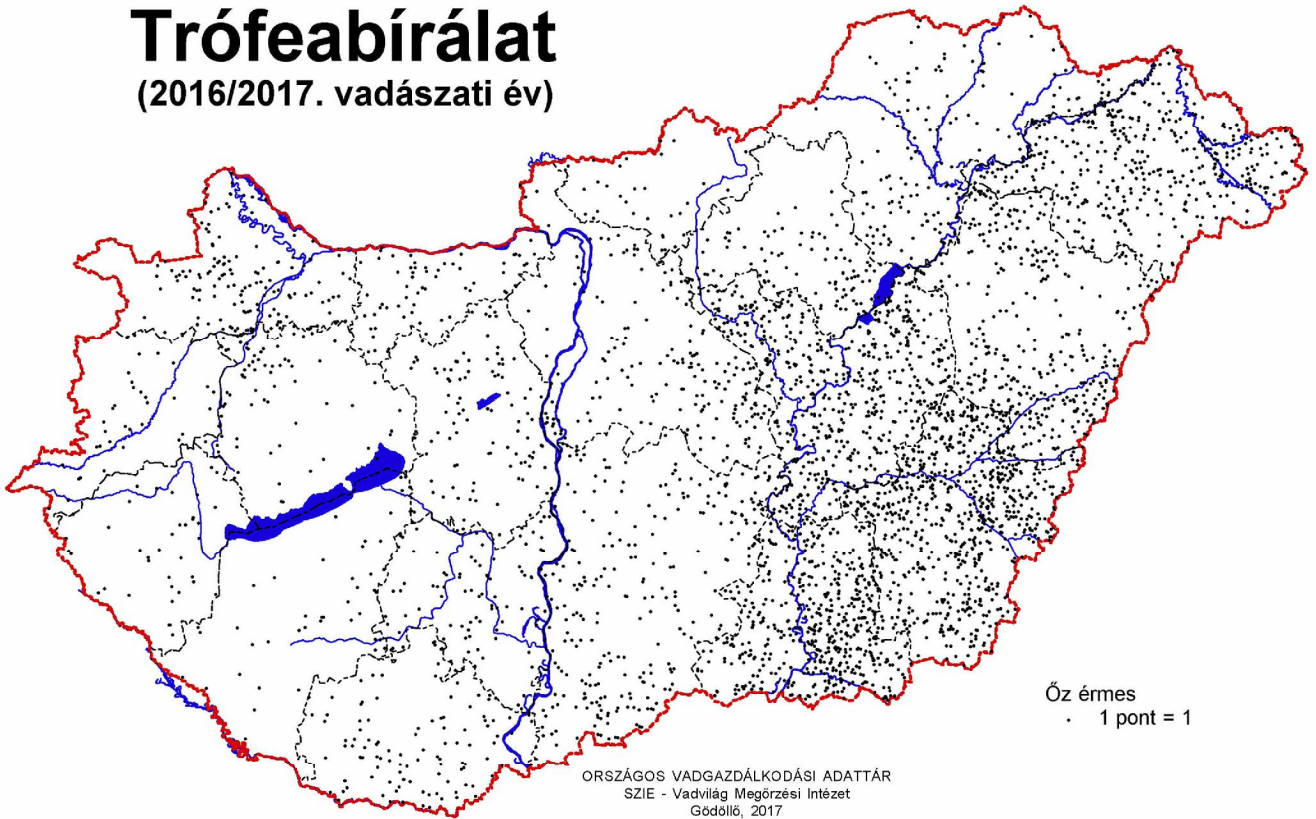 Trófeabírálat
(2016/2017. vadászati év)
Őz érmes
1 pont = 1
ORSZÁGOS VADGAZDÁLKODÁSI ADATTÁR
SZIE - Vadvilág Megőrzési Intézet
Gödöllő, 2017